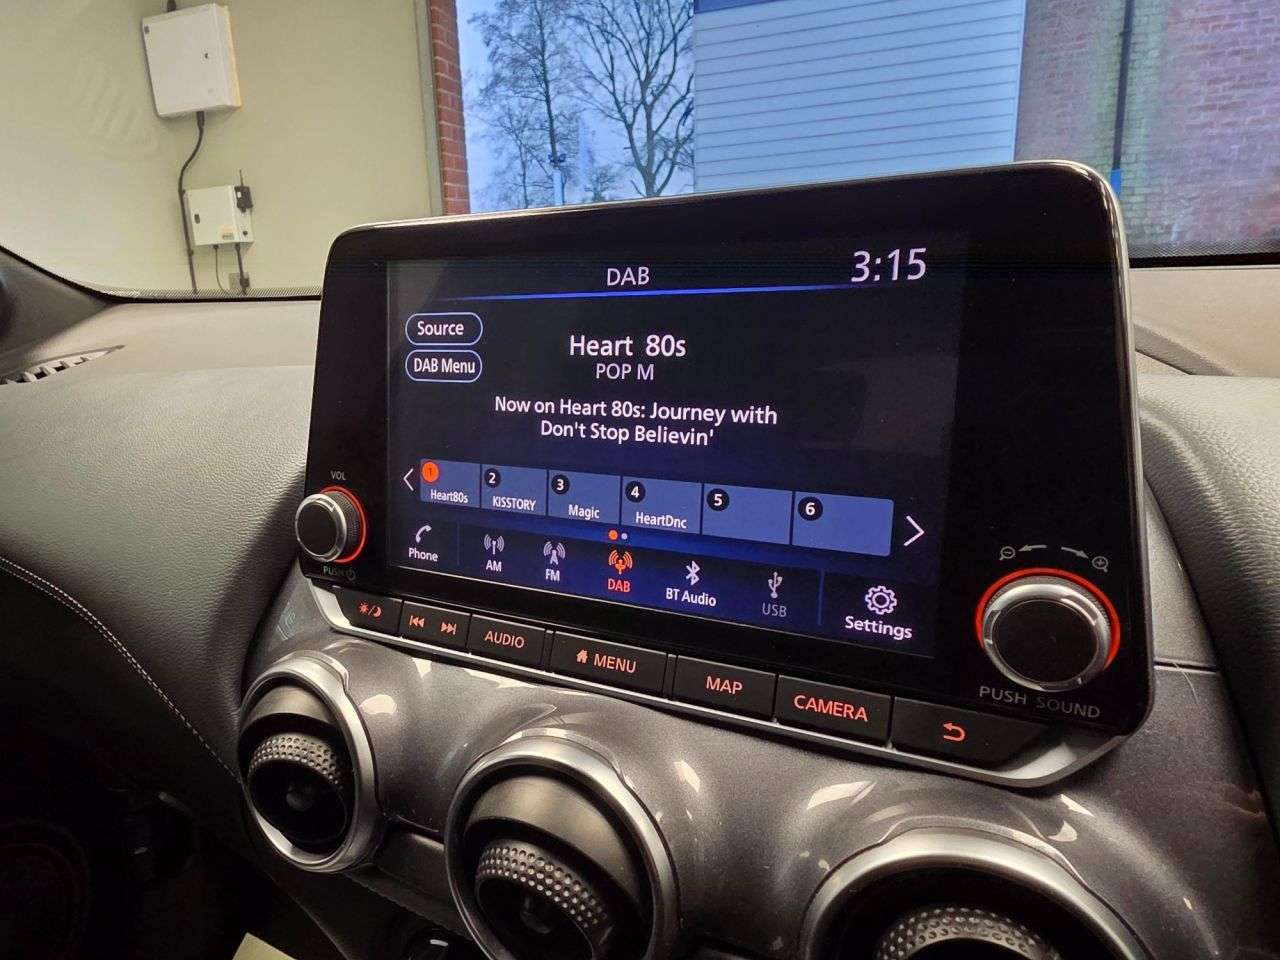 DAB
3:15
Source
DAB Menu
Heart 80s
POP M
Now on Heart 80s: Journey with
Don't Stop Believin'
1
Heart80s
2
KISSTORY
3
Magic
4
HeartDnc
5
6
Phone
AM
FM
DAB
BT Audio
USB
Settings
VOL
PUSH
AUDIO
MENU
MAP
CAMERA
PUSH SOUND